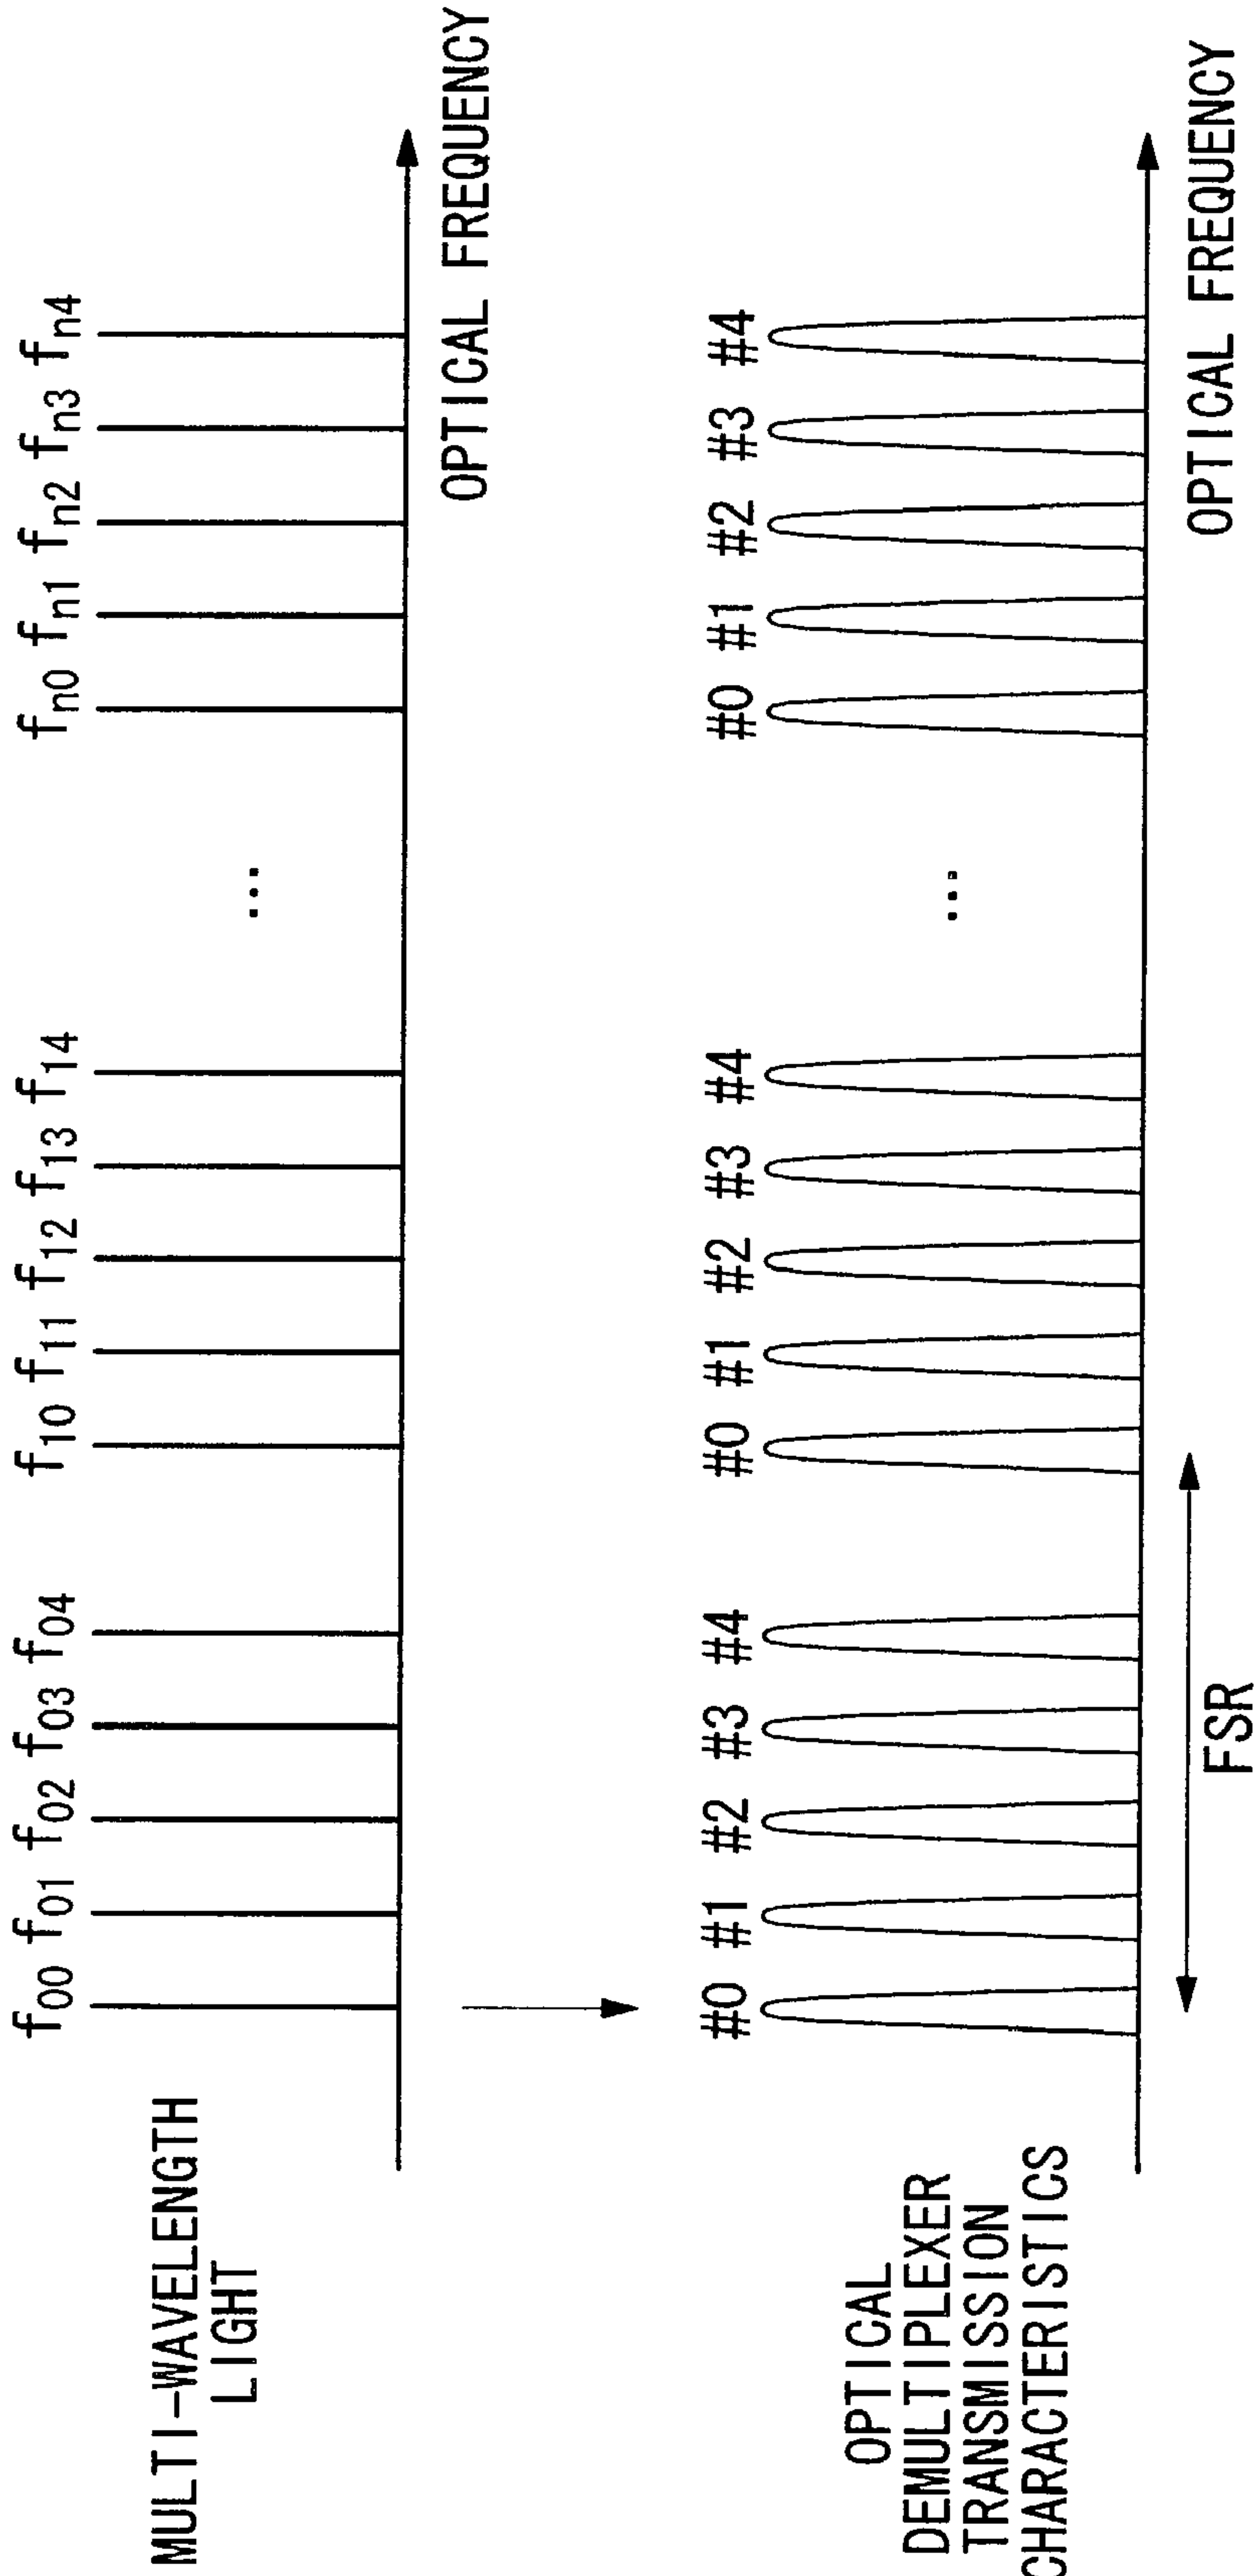 f00 f01 f02 f03 f04 f10 f11 f12 f13 f14 fn0 fn1 fn2 fn3 fn4
MULTI-WAVELENGTH
LIGHT
...
OPTICAL FREQUENCY
#0 #1 #2 #3 #4 #0 #1 #2 #3 #4 #0 #1 #2 #3 #4
OPTICAL
DEMULTIPLEXER
TRANSMISSION
CHARACTERISTICS
...
FSR
OPTICAL FREQUENCY